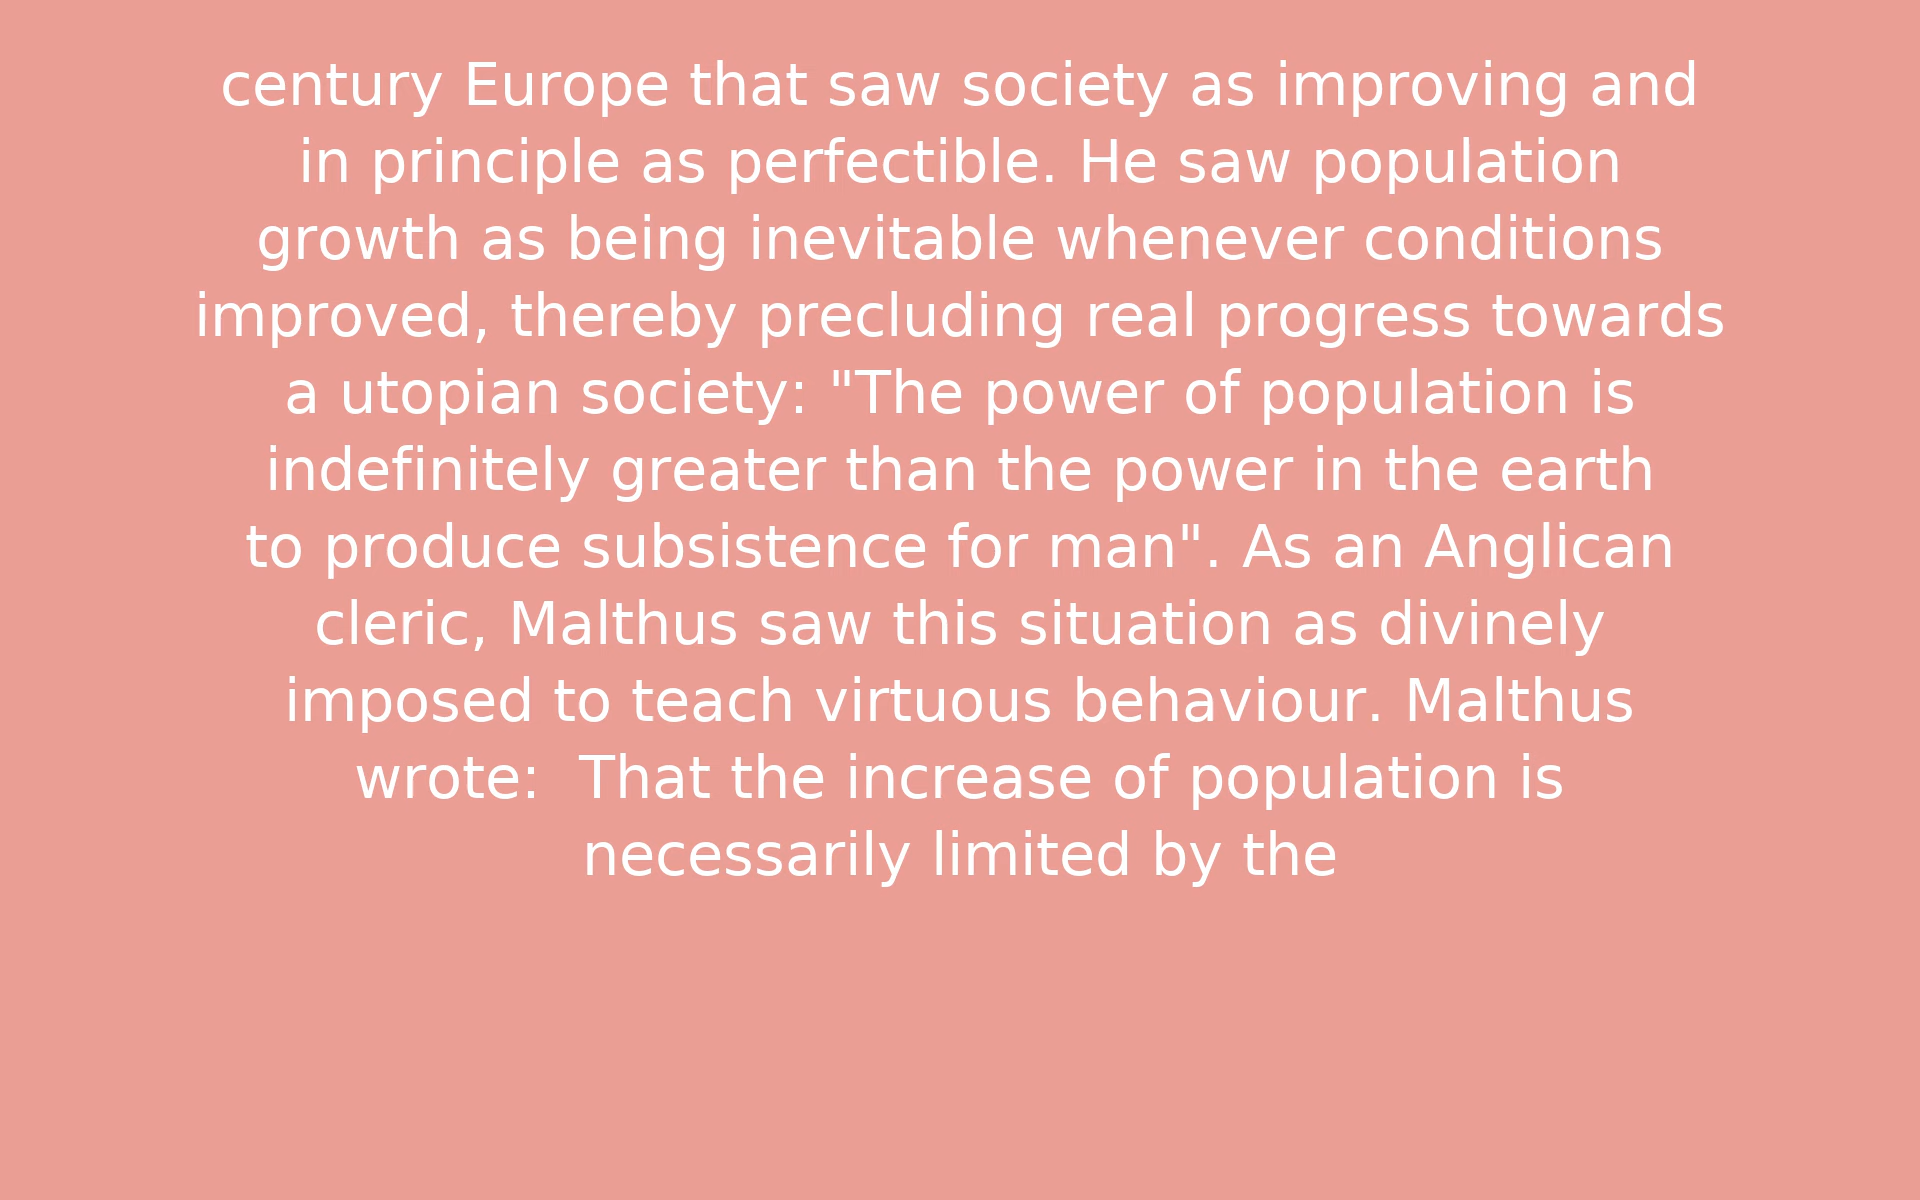 century Europe that saw society as improving and
in principle as perfectible. He saw population
growth as being inevitable whenever conditions
improved, thereby precluding real progress towards
a utopian society: "The power of population is
indefinitely greater than the power in the earth
to produce subsistence for man". As an Anglican
cleric, Malthus saw this situation as divinely
imposed to teach virtuous behaviour. Malthus
wrote:  That the increase of population is
necessarily limited by the